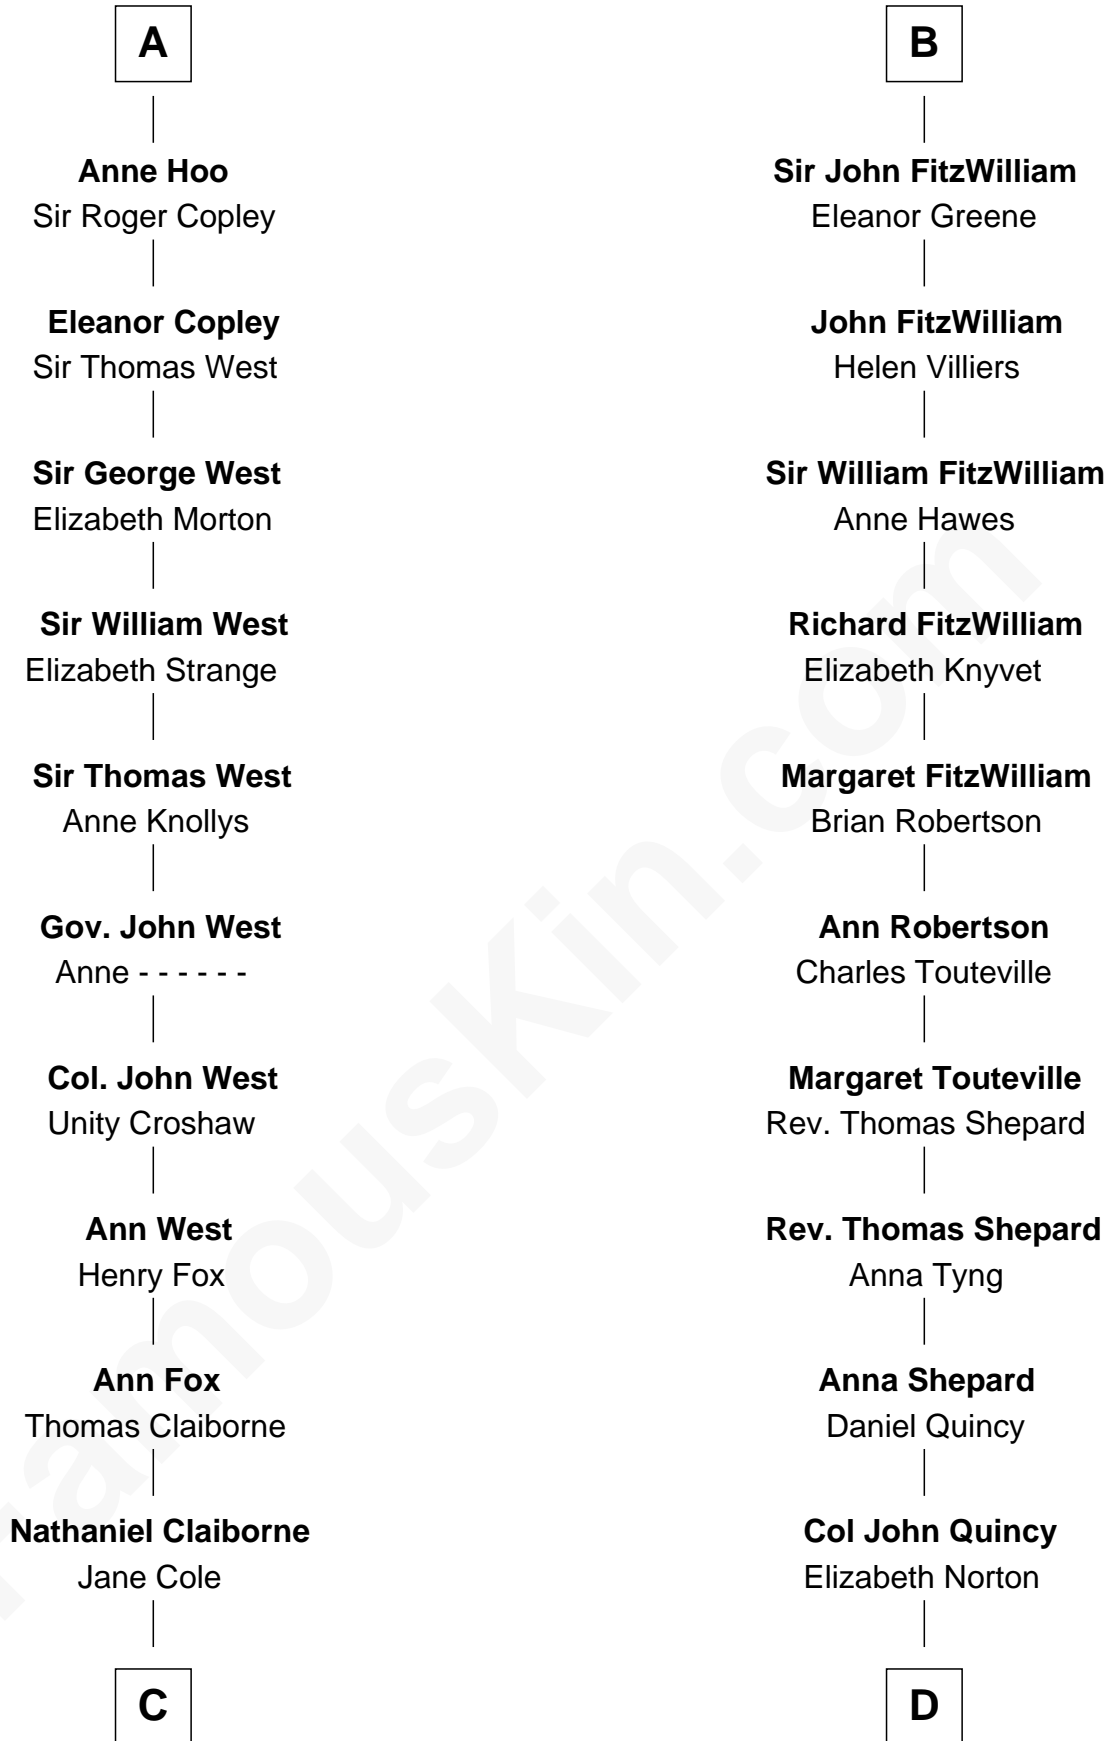 A
Anne Hoo
Sir Roger Copley
Eleanor Copley
Sir Thomas West
Sir George West
Elizabeth Morton
Sir William West
Elizabeth Strange
Sir Thomas West
Anne Knollys
Gov. John West
Anne - - - - - -
Col. John West
Unity Croshaw
Ann West
Henry Fox
Ann Fox
Thomas Claiborne
Nathaniel Claiborne
Jane Cole
C
B
Sir John FitzWilliam
Eleanor Greene
John FitzWilliam
Helen Villiers
Sir William FitzWilliam
Anne Hawes
Richard FitzWilliam
Elizabeth Knyvet
Margaret FitzWilliam
Brian Robertson
Ann Robertson
Charles Touteville
Margaret Touteville
Rev. Thomas Shepard
Rev. Thomas Shepard
Anna Tyng
Anna Shepard
Daniel Quincy
Col John Quincy
Elizabeth Norton
D
FamousKin.com